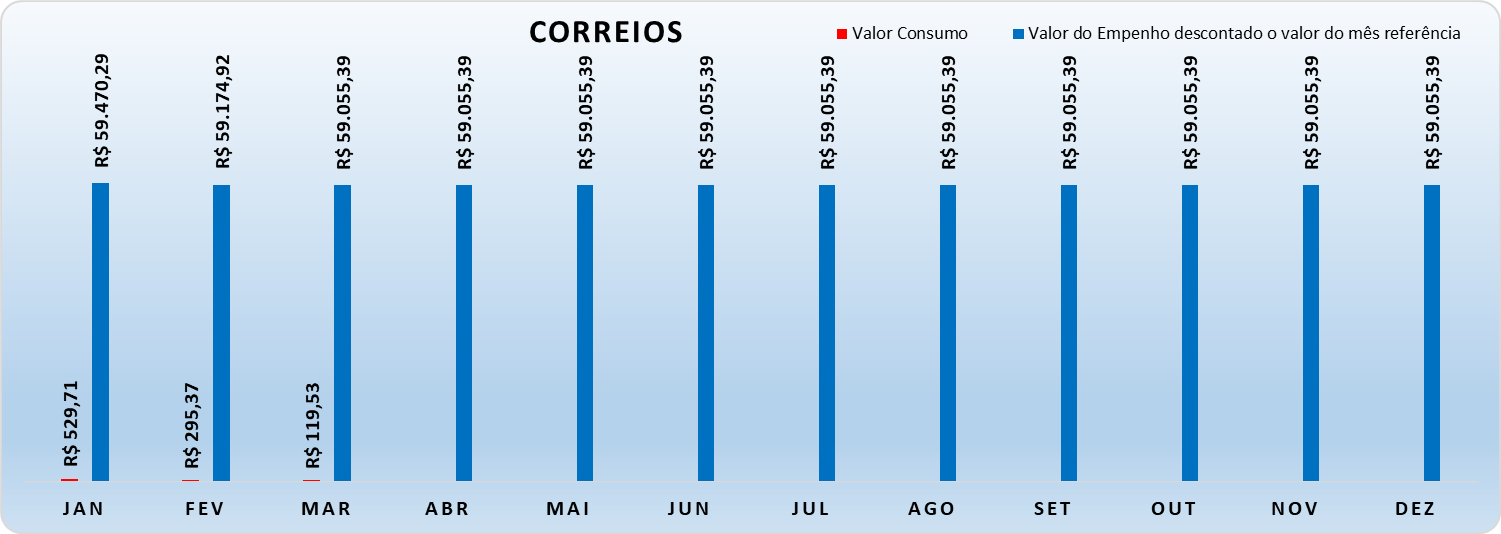 CORREIOS
Valor Consumo
Valor do Empenho descontado o valor do mês referência
R$ 59.470,29
R$ 59.174,92
R$ 59.055,39
R$ 59.055,39
R$ 59.055,39
R$ 59.055,39
R$ 59.055,39
R$ 59.055,39
R$ 59.055,39
R$ 59.055,39
R$ 59.055,39
R$ 59.055,39
R$ 529,71
R$ 295,37
R$ 119,53
JAN
FEV
MAR
ABR
MAI
JUN
JUL
AGO
SET
OUT
NOV
DEZ